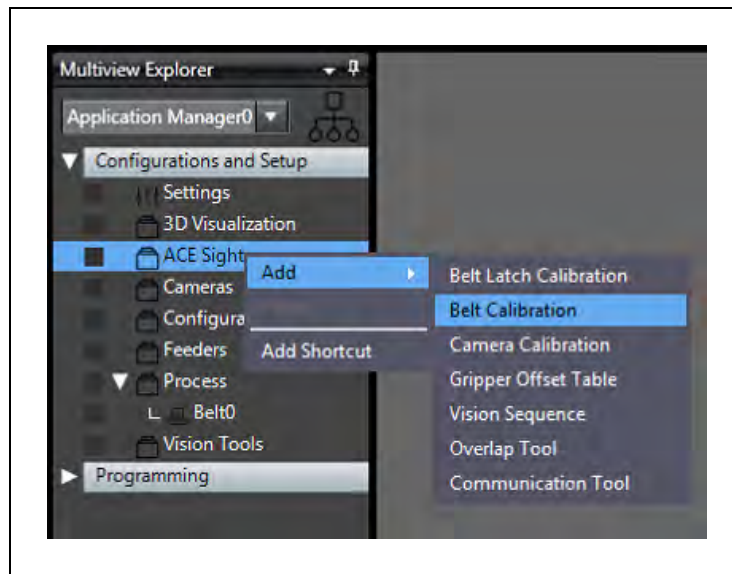 Multiview Explorer
Application Manager0
Configurations and Setup
Settings
3D Visualization
ACE Sight
Cameras
Configura
Feeders
Process
Belt0
Vision Tools
Programming
Add
Add Shortcut
Belt Latch Calibration
Belt Calibration
Camera Calibration
Gripper Offset Table
Vision Sequence
Overlap Tool
Communication Tool